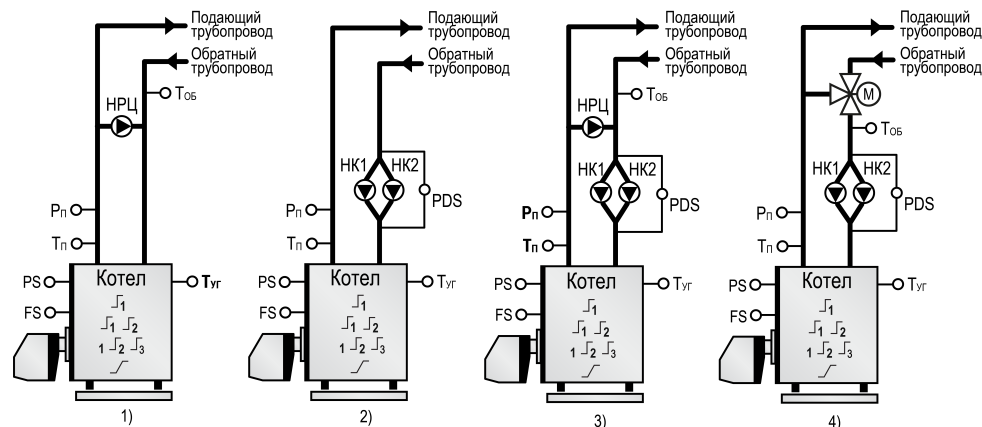 Подающий
трубопровод
Обратный
трубопровод
НРЦ
TОБ
PП
TП
PS
FS
Котел
TУГ
1
1 2
1 2 3
1)
Подающий
трубопровод
Обратный
трубопровод
НК1 НК2
PDS
PП
TП
PS
FS
Котел
TУГ
1
1 2
1 2 3
2)
Подающий
трубопровод
Обратный
трубопровод
TОБ
НРЦ
НК1 НК2
PDS
PП
TП
PS
FS
Котел
TУГ
1
1 2
1 2 3
3)
Подающий
трубопровод
Обратный
трубопровод
M
TОБ
НК1 НК2
PDS
PП
TП
PS
FS
Котел
TУГ
1
1 2
1 2 3
4)